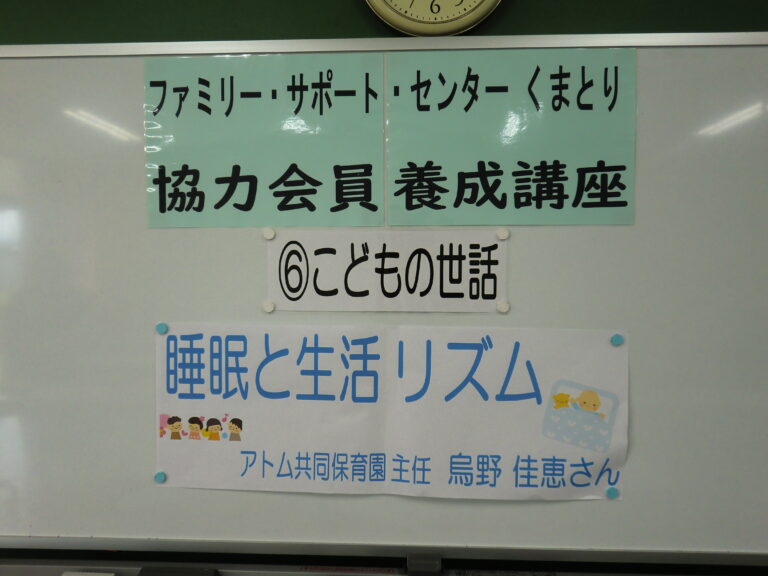 ファミリー・サポート・センター くまとり
協力会員 養成講座
⑥こどもの世話
睡眠と生活リズム
アトム共同保育園 主任 烏野 佳恵さん